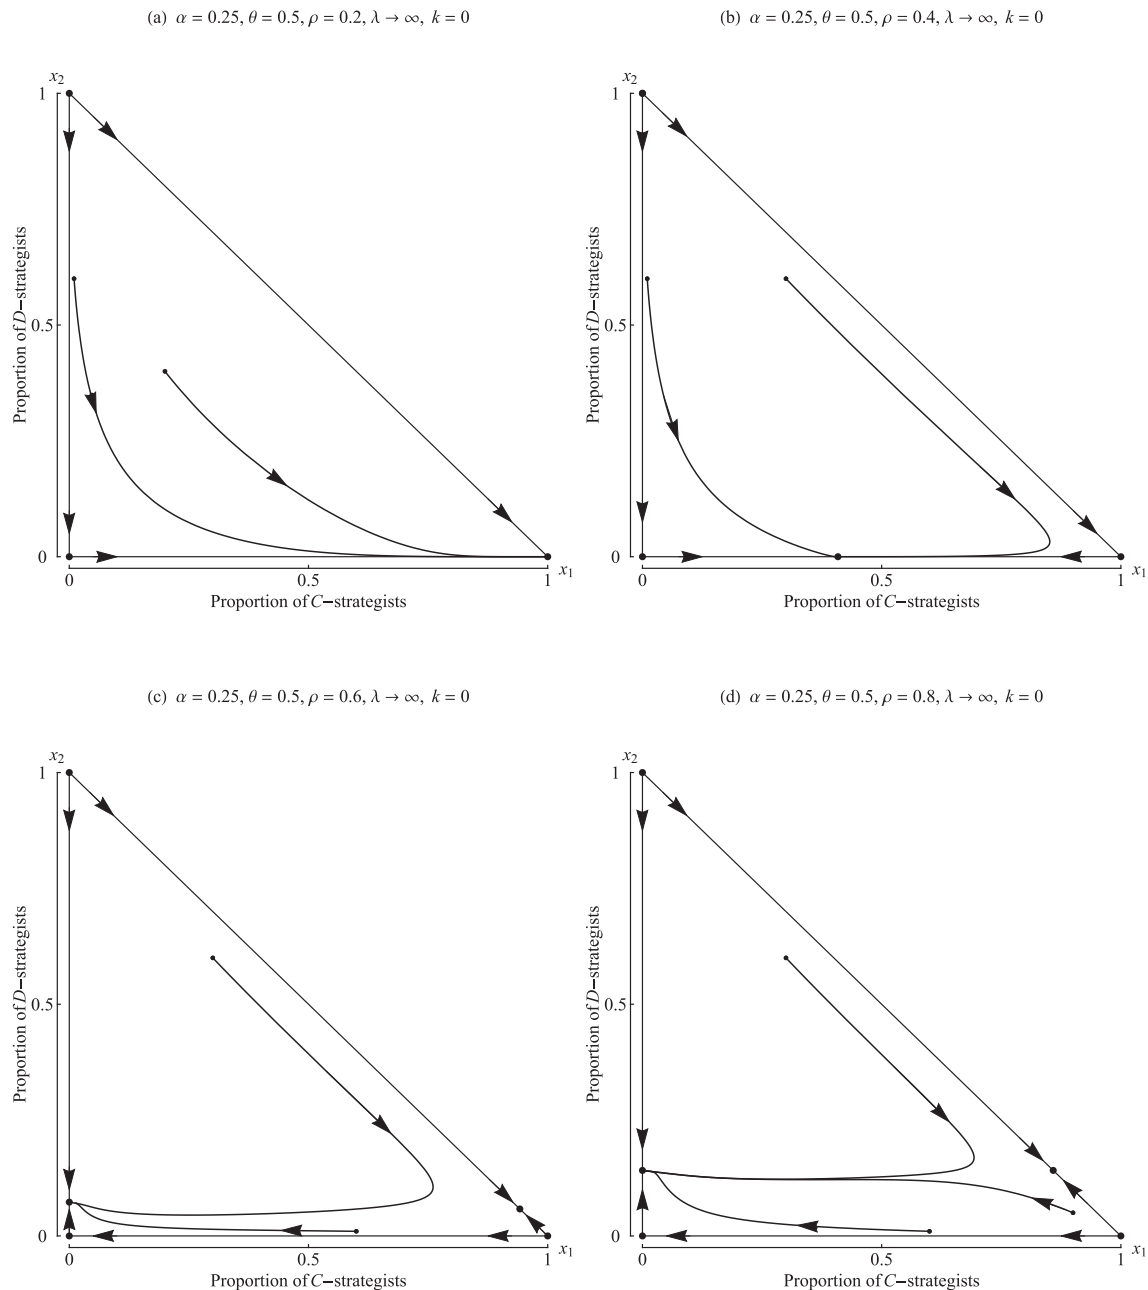 (a) α = 0.25, θ = 0.5, ρ = 0.2, λ → ∞, k = 0
x₂
1
Proportion of D−strategists
0.5
0
0
0.5
1
x₁
Proportion of C−strategists
(b) α = 0.25, θ = 0.5, ρ = 0.4, λ → ∞, k = 0
x₂
1
Proportion of D−strategists
0.5
0
0
0.5
1
x₁
Proportion of C−strategists
(c) α = 0.25, θ = 0.5, ρ = 0.6, λ → ∞, k = 0
x₂
1
Proportion of D−strategists
0.5
0
0
0.5
1
x₁
Proportion of C−strategists
(d) α = 0.25, θ = 0.5, ρ = 0.8, λ → ∞, k = 0
x₂
1
Proportion of D−strategists
0.5
0
0
0.5
1
x₁
Proportion of C−strategists